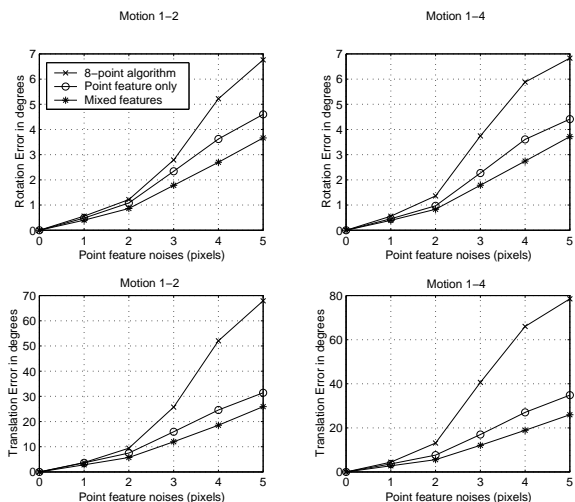 Motion 1−2
7
6
5
4
3
2
1
0
Rotation Error in degrees
8−point algorithm
Point feature only
Mixed features
0 1 2 3 4 5
Point feature noises (pixels)
Motion 1−4
7
6
5
4
3
2
1
0
Rotation Error in degrees
0 1 2 3 4 5
Point feature noises (pixels)
Motion 1−2
70
60
50
40
30
20
10
0
Translation Error in degrees
0 1 2 3 4 5
Point feature noises (pixels)
Motion 1−4
80
60
40
20
0
Translation Error in degrees
0 1 2 3 4 5
Point feature noises (pixels)